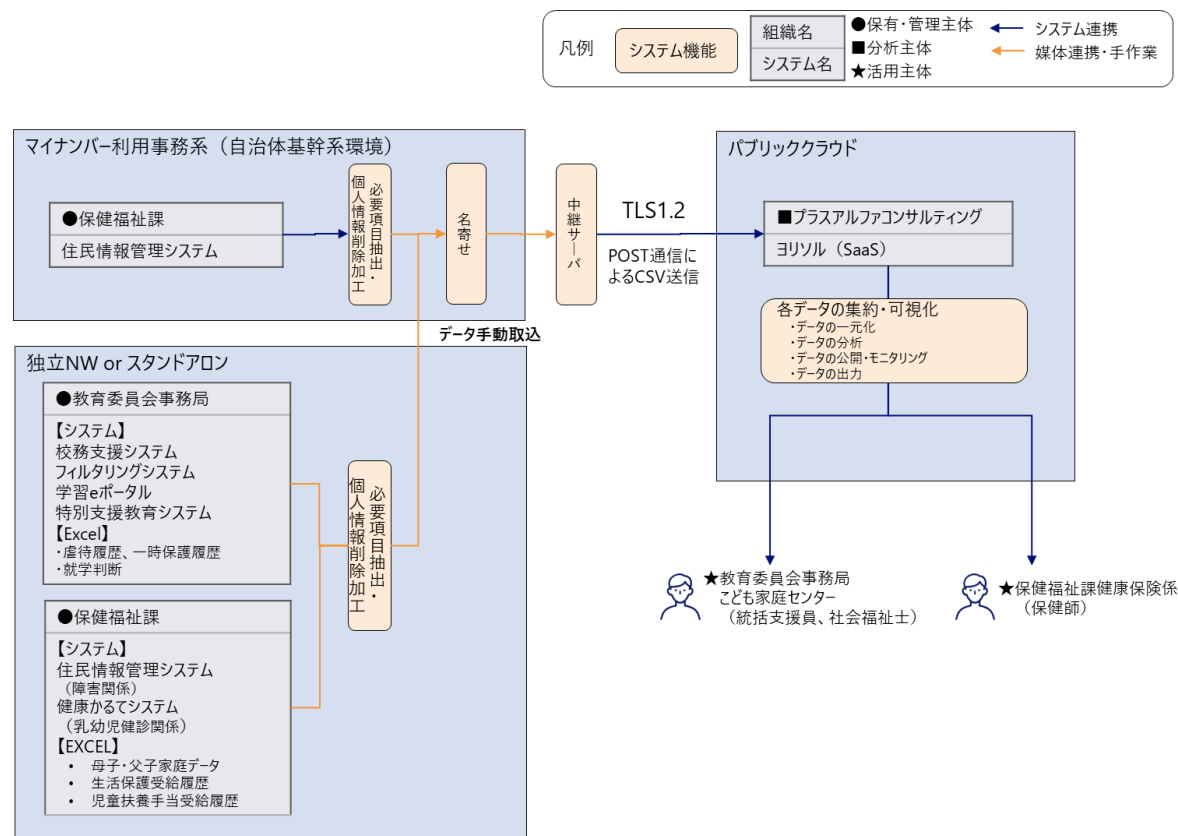 凡例
システム機能
組織名
システム名
●保有・管理主体
■分析主体
★活用主体
システム連携
媒体連携・手作業
マイナンバー利用事務系（自治体基幹系環境）
●保健福祉課
住民情報管理システム
必要項目抽出・
個人情報削除加工
名寄せ
中継サーバ
TLS1.2
POST通信に
よるCSV送信
パブリッククラウド
■プラスアルファコンサルティング
ヨリソル（SaaS）
各データの集約・可視化
・データの一元化
・データの分析
・データの公開・モニタリング
・データの出力
データ手動取込
独立NW or スタンドアロン
●教育委員会事務局
【システム】
校務支援システム
フィルタリングシステム
学習eポータル
特別支援教育システム
【Excel】
・虐待履歴、一時保護履歴
・就学判断
必要項目抽出・
個人情報削除加工
●保健福祉課
【システム】
住民情報管理システム
（障害関係）
健康かるてシステム
（乳幼児健診関係）
【EXCEL】
• 母子・父子家庭データ
• 生活保護受給履歴
• 児童扶養手当受給履歴
★教育委員会事務局
こども家庭センター
（統括支援員、社会福祉士）
★保健福祉課健康保険係
（保健師）